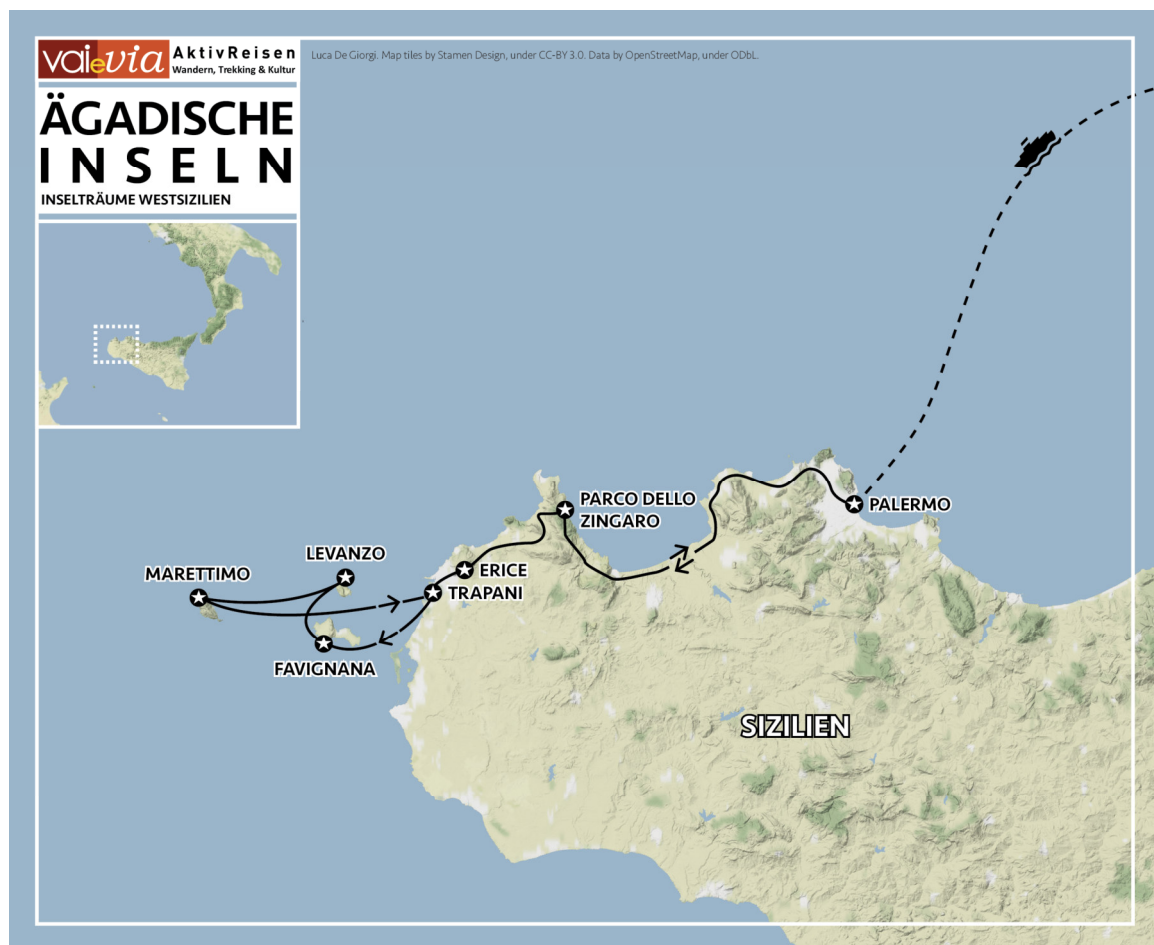 vaievia AktivReisen
Wandern, Trekking & Kultur
Luca De Giorgi. Map tiles by Stamen Design, under CC-BY 3.0. Data by OpenStreetMap, under ODbL.
ÄGADISCHE
INSELN
INSELTRÄUME WESTSIZILIEN
PARCO DELLO
ZINGARO
PALERMO
LEVANZO
MARETTIMO
ERICE
TRAPANI
FAVIGNANA
SIZILIEN